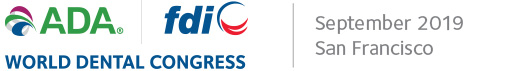 ADA® fdi
WORLD DENTAL CONGRESS
September 2019
San Francisco